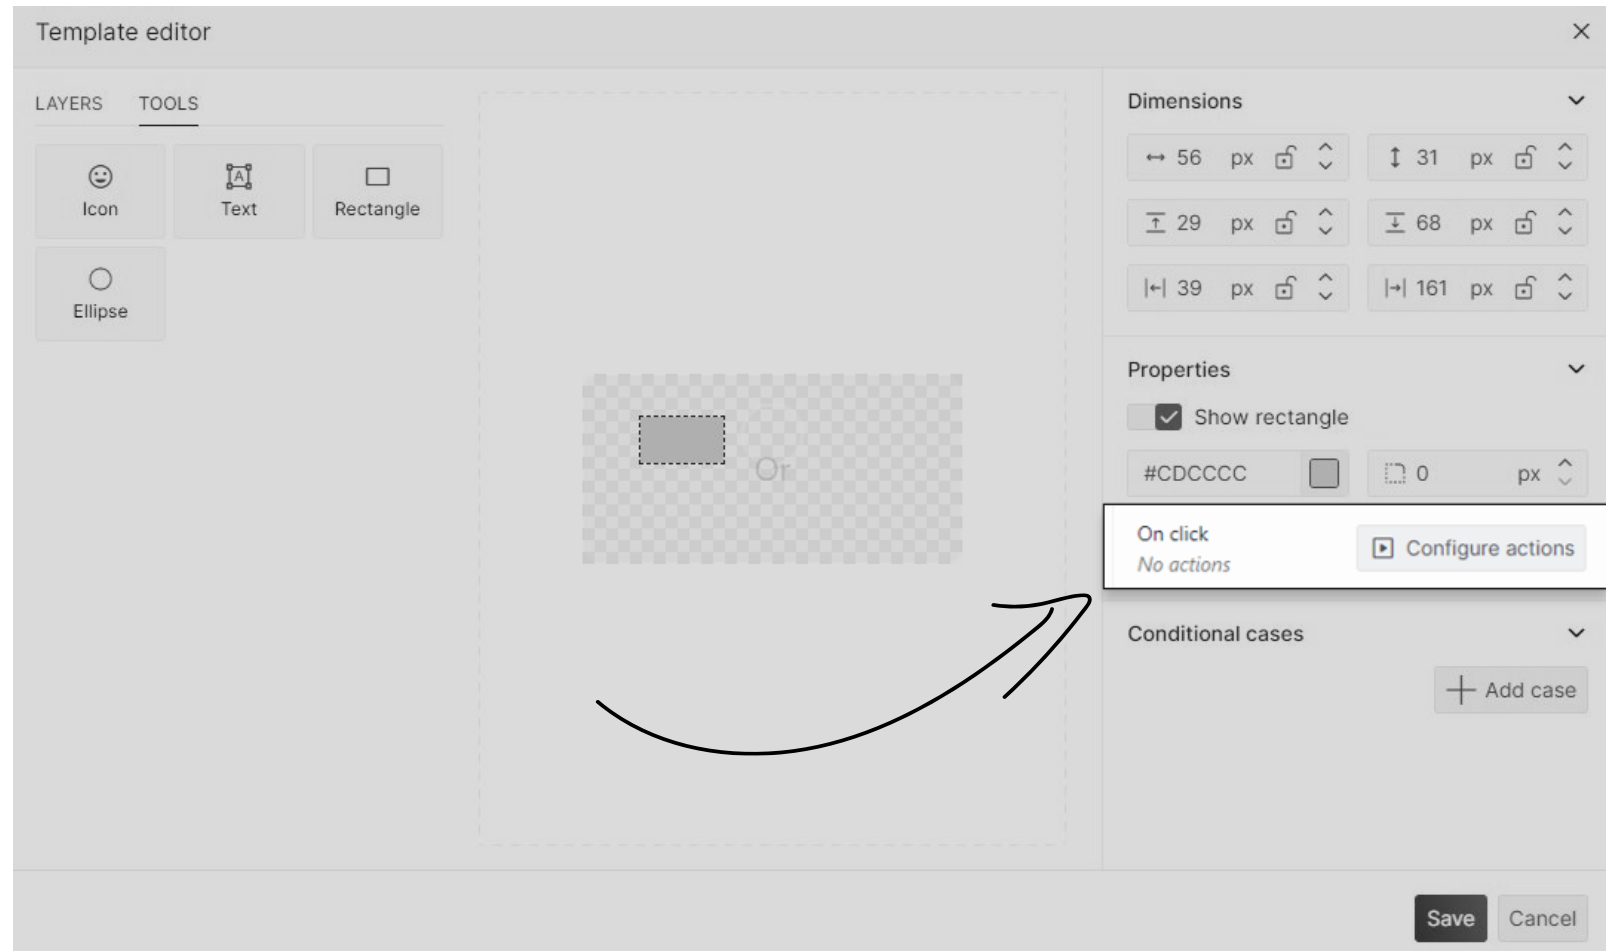 Template editor
LAYERS TOOLS
Icon
Text
Rectangle
Ellipse
Or
Dimensions
56 px
31 px
29 px
68 px
39 px
161 px
Properties
Show rectangle
#CDCCCC
0 px
On click
No actions
Configure actions
Conditional cases
Add case
Save
Cancel